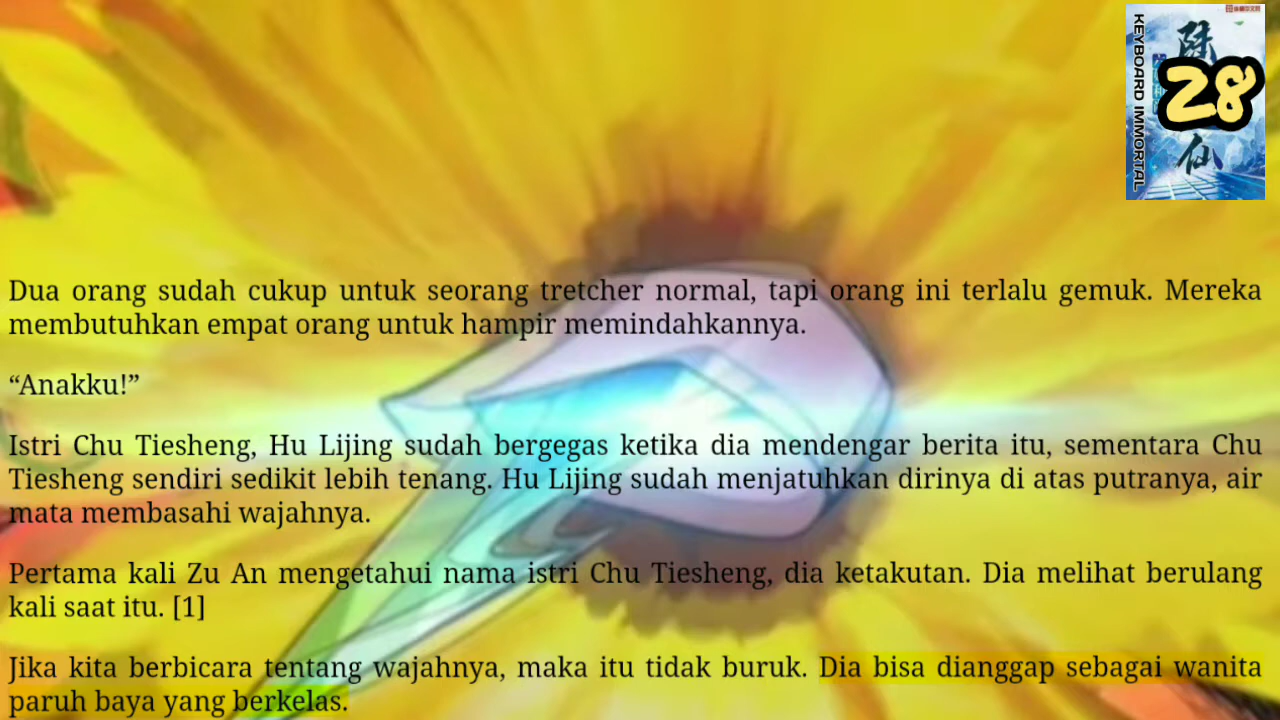 KEYBOARD IMMORTAL
28
仙
Dua orang sudah cukup untuk seorang tretcher normal, tapi orang ini terlalu gemuk. Mereka
membutuhkan empat orang untuk hampir memindahkannya.
“Anakku!”
Istri Chu Tiesheng, Hu Lijing sudah bergegas ketika dia mendengar berita itu, sementara Chu
Tiesheng sendiri sedikit lebih tenang. Hu Lijing sudah menjatuhkan dirinya di atas putranya, air
mata membasahi wajahnya.
Pertama kali Zu An mengetahui nama istri Chu Tiesheng, dia ketakutan. Dia melihat berulang
kali saat itu. [1]
Jika kita berbicara tentang wajahnya, maka itu tidak buruk. Dia bisa dianggap sebagai wanita
paruh baya yang berkelas.